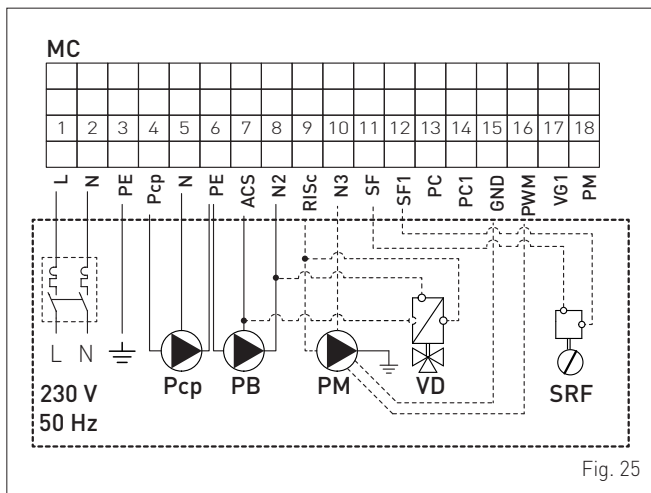 MC
1 2 3 4 5 6 7 8 9 10 11 12 13 14 15 16 17 18
L N PE Pcp N PE ACS N2 RISc N3 SF SF1 PC PC1 GND PWM VG1 PM
L N
Pcp PB PM VD SRF
230 V
50 Hz
Fig. 25